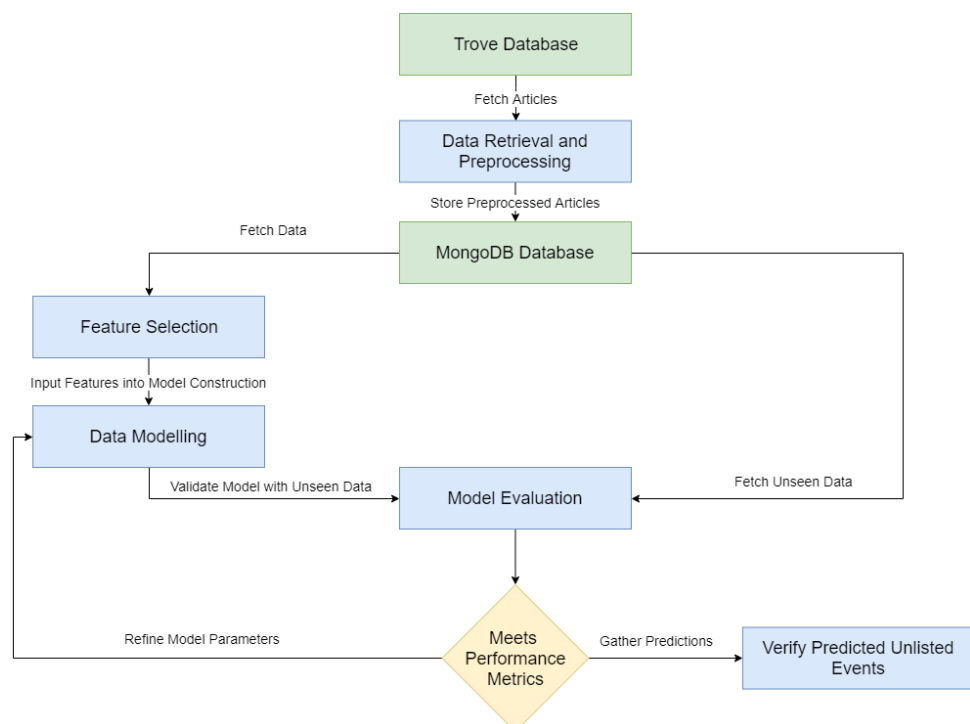 Trove Database
Fetch Articles
Data Retrieval and
Preprocessing
Store Preprocessed Articles
Fetch Data
MongoDB Database
Feature Selection
Input Features into Model Construction
Data Modelling
Validate Model with Unseen Data
Model Evaluation
Fetch Unseen Data
Refine Model Parameters
Meets
Performance
Metrics
Gather Predictions
Verify Predicted Unlisted
Events